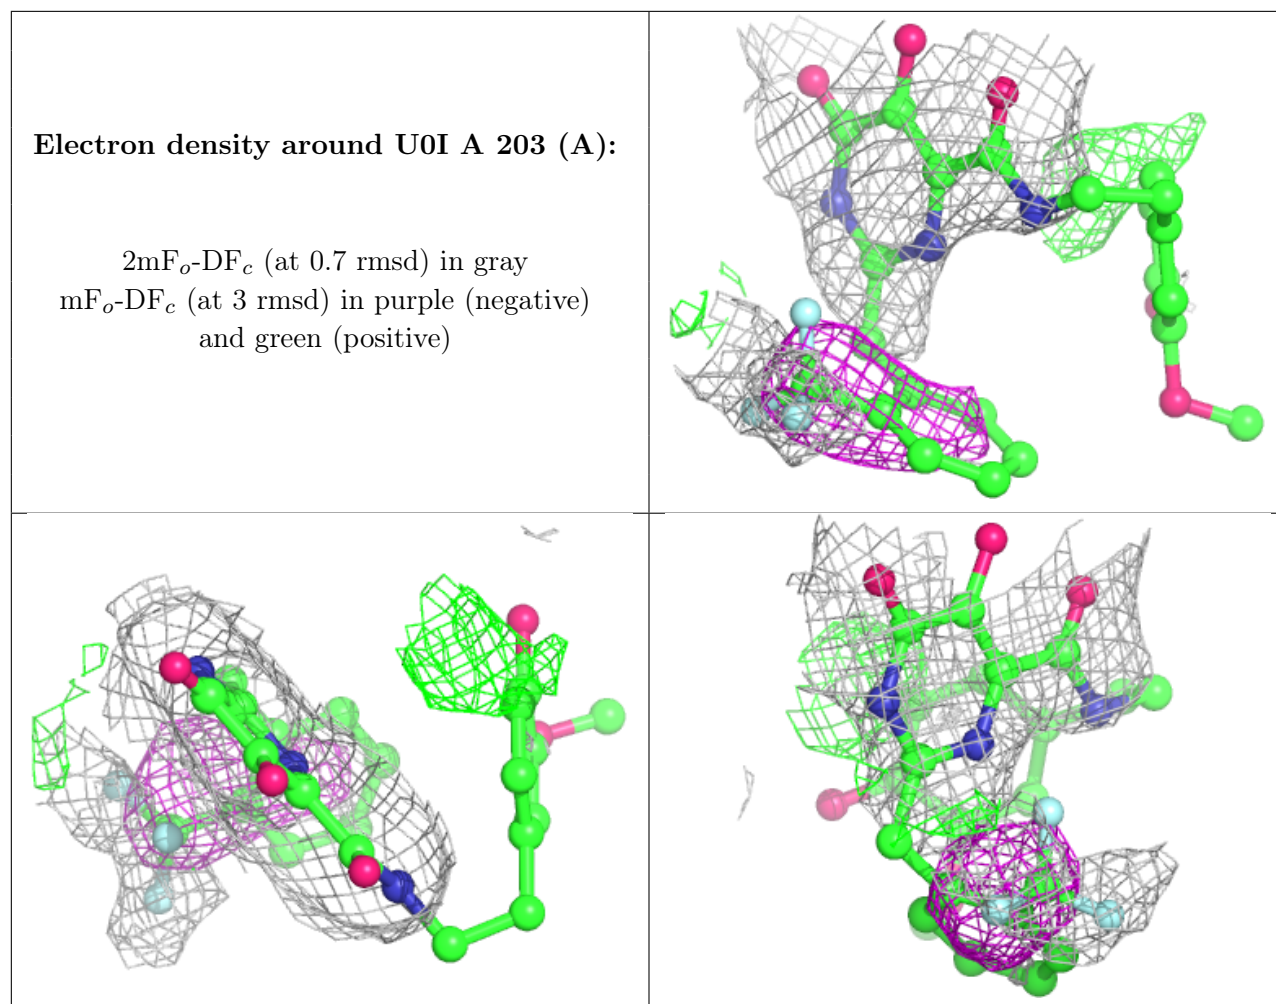 Electron density around U0I A 203 (A):
2mFo-DFc (at 0.7 rmsd) in gray
mFo-DFc (at 3 rmsd) in purple (negative)
and green (positive)